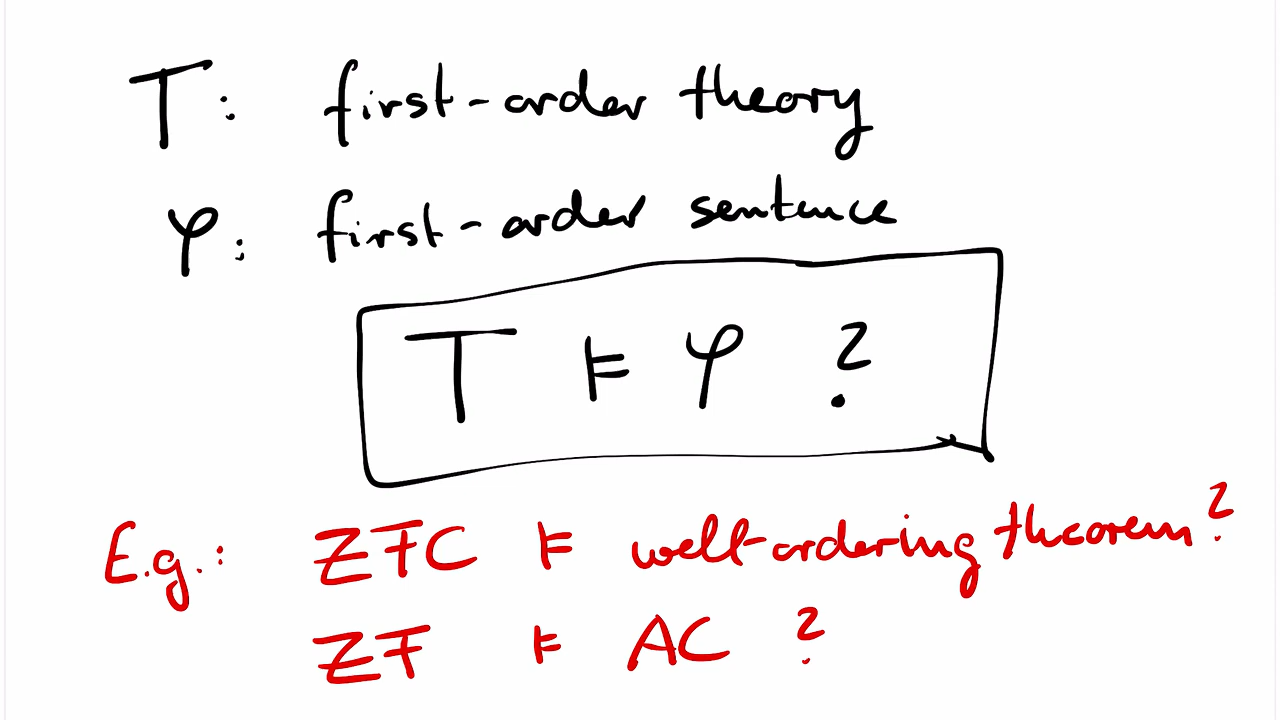 T: first-order theory
φ: first-order sentence
T ⊨ φ ?
E.g.: ZFC ⊨ well-ordering theorem?
ZF ⊨ AC ?